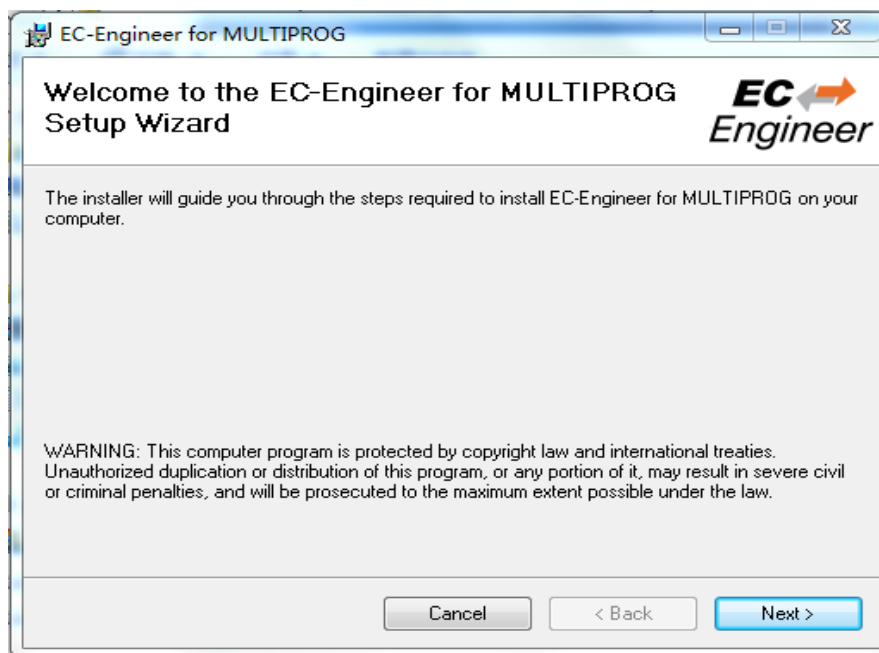 EC-Engineer for MULTIPROG
Welcome to the EC-Engineer for MULTIPROG
Setup Wizard
EC
Engineer
The installer will guide you through the steps required to install EC-Engineer for MULTIPROG on your
computer.
WARNING: This computer program is protected by copyright law and international treaties.
Unauthorized duplication or distribution of this program, or any portion of it, may result in severe civil
or criminal penalties, and will be prosecuted to the maximum extent possible under the law.
Cancel
< Back
Next >